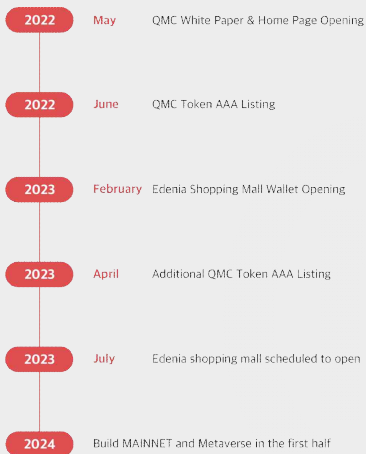 2022 May QMC White Paper & Home Page Opening
2022 June QMC Token AAA Listing
2023 February Edenia Shopping Mall Wallet Opening
2023 April Additional QMC Token AAA Listing
2023 July Edenia shopping mall scheduled to open
2024 Build MAINNET and Metaverse in the first half